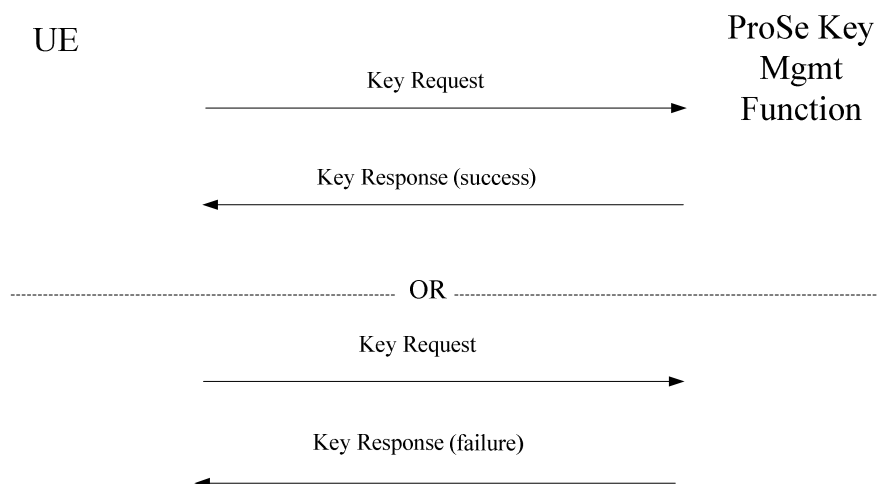 UE
ProSe Key
Mgmt
Function
Key Request
Key Response (success)
OR
Key Request
Key Response (failure)